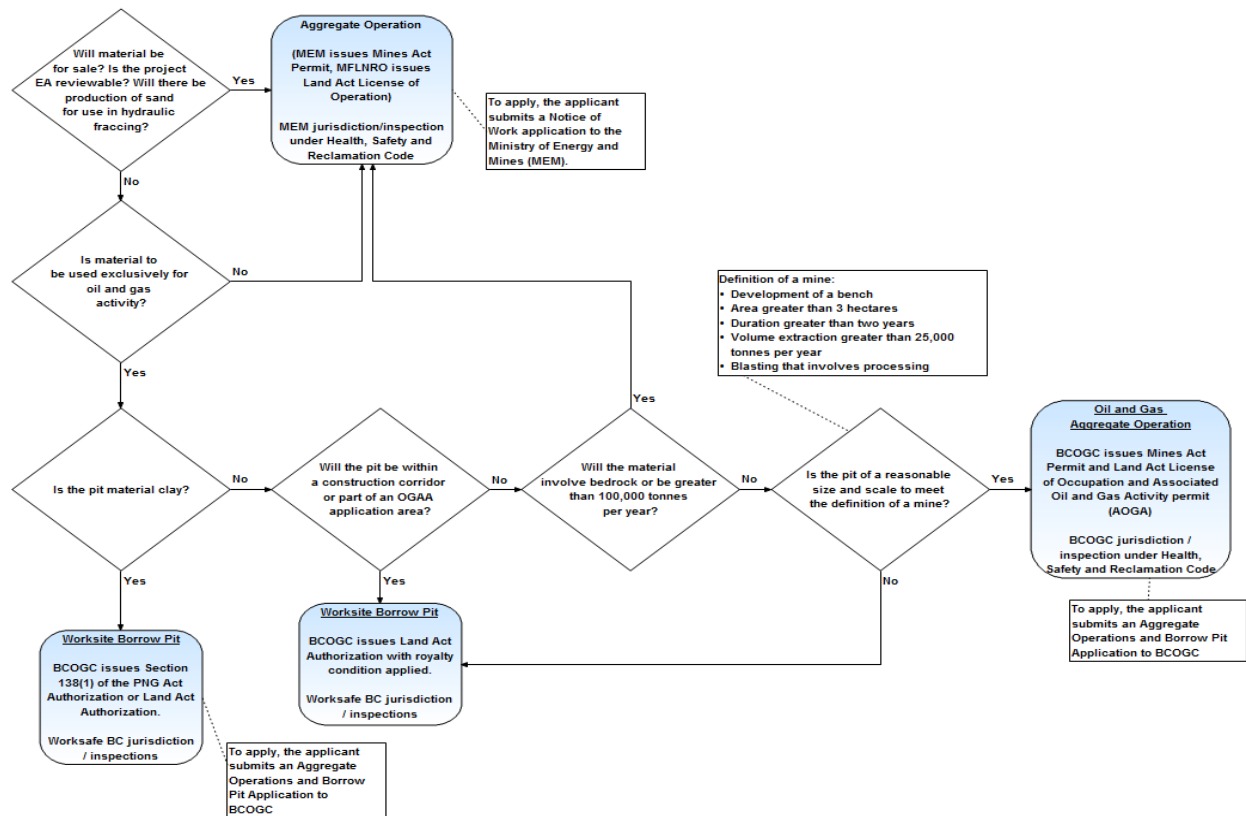 Will material be
for sale? Is the project
EA reviewable? Will there be
production of sand
for use in hydraulic
fraccing?
Yes
Aggregate Operation
(MEM issues Mines Act
Permit, MFLNRO issues
Land Act License of
Operation)
MEM jurisdiction/inspection
under Health, Safety and
Reclamation Code
To apply, the applicant
submits a Notice of
Work application to the
Ministry of Energy and
Mines (MEM).
No
Is material to
be used exclusively for
oil and gas
activity?
No
Definition of a mine:
• Development of a bench
• Area greater than 3 hectares
• Duration greater than two years
• Volume extraction greater than 25,000
tonnes per year
• Blasting that involves processing
Yes
Yes
Is the pit material clay?
No
Will the pit be within
a construction corridor
or part of an OGAA
application area?
No
Will the material
involve bedrock or be greater
than 100,000 tonnes
per year?
No
Is the pit of a reasonable
size and scale to meet
the definition of a mine?
Yes
Oil and Gas
Aggregate Operation
BCOGC issues Mines Act
Permit and Land Act License
of Occupation and Associated
Oil and Gas Activity permit
(AOGA)
BCOGC jurisdiction /
inspection under Health,
Safety and Reclamation Code
Yes
Yes
No
Worksite Borrow Pit
BCOGC issues Section
138(1) of the PNG Act
Authorization or Land Act
Authorization.
Worksafe BC jurisdiction
/ inspections
Worksite Borrow Pit
BCOGC issues Land Act
Authorization with royalty
condition applied.
Worksafe BC jurisdiction
/ inspections
To apply, the applicant
submits an Aggregate
Operations and Borrow Pit
Application to BCOGC
To apply, the applicant
submits an Aggregate
Operations and Borrow
Pit Application to
BCOGC